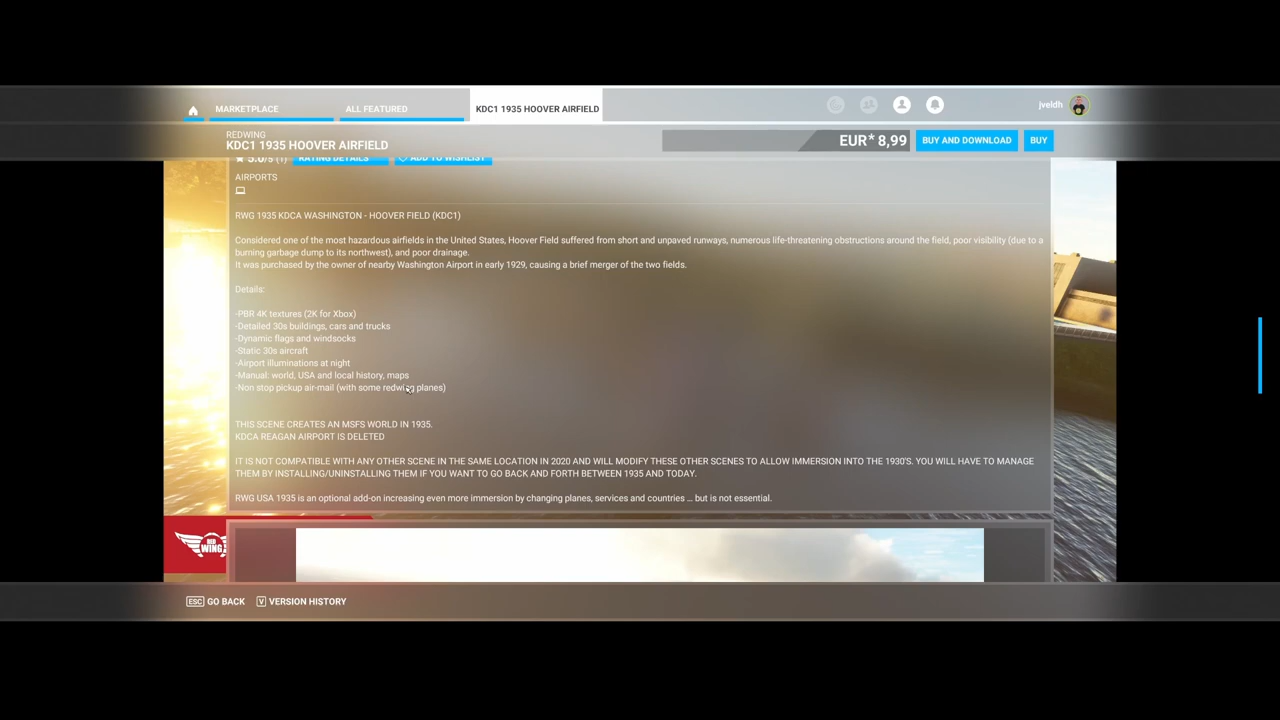 MARKETPLACE
ALL FEATURED
KDC1 1935 HOOVER AIRFIELD
jveldh
REDWING
KDC1 1935 HOOVER AIRFIELD
EUR* 8,99
BUY AND DOWNLOAD
BUY
5.0/5 (1)
RATING DETAILS
ADD TO WISHLIST
AIRPORTS
RWG 1935 KDCA WASHINGTON - HOOVER FIELD (KDC1)
Considered one of the most hazardous airfields in the United States, Hoover Field suffered from short and unpaved runways, numerous life-threatening obstructions around the field, poor visibility (due to a
burning garbage dump to its northwest), and poor drainage.
It was purchased by the owner of nearby Washington Airport in early 1929, causing a brief merger of the two fields.
Details:
-PBR 4K textures (2K for Xbox)
-Detailed 30s buildings, cars and trucks
-Dynamic flags and windsocks
-Static 30s aircraft
-Airport illuminations at night
-Manual: world, USA and local history, maps
-Non stop pickup air-mail (with some redwing planes)
THIS SCENE CREATES AN MSFS WORLD IN 1935.
KDCA REAGAN AIRPORT IS DELETED
IT IS NOT COMPATIBLE WITH ANY OTHER SCENE IN THE SAME LOCATION IN 2020 AND WILL MODIFY THESE OTHER SCENES TO ALLOW IMMERSION INTO THE 1930'S. YOU WILL HAVE TO MANAGE
THEM BY INSTALLING/UNINSTALLING THEM IF YOU WANT TO GO BACK AND FORTH BETWEEN 1935 AND TODAY.
RWG USA 1935 is an optional add-on increasing even more immersion by changing planes, services and countries ... but is not essential.
RED
WING
ESC GO BACK
V VERSION HISTORY